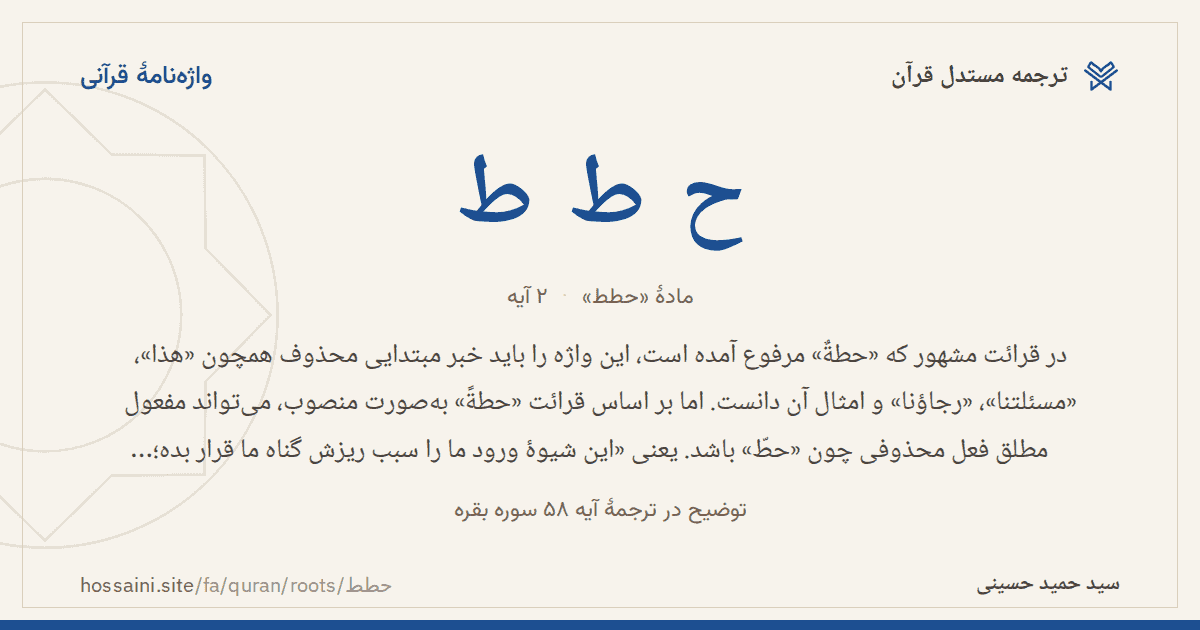 ترجمه مستدل قرآن
واژه‌نامهٔ قرآنی
ح ط ط
مادهٔ «حطط» · ۲ آیه
در قرائت مشهور که «حطةٌ» مرفوع آمده است، این واژه را باید خبر مبتدایی محذوف همچون «هذا»،
«مسئلتنا»، «رجاؤنا» و امثال آن دانست. اما بر اساس قرائت «حطةً» به‌صورت منصوب، می‌تواند مفعول
مطلق فعل محذوفی چون «حطّ» باشد. یعنی «این شیوهٔ ورود ما را سبب ریزش گناه ما قرار بده؛…
توضیح در ترجمهٔ آیه ۵۸ سوره بقره
سید حمید حسینی
hossaini.site/fa/quran/roots/حطط